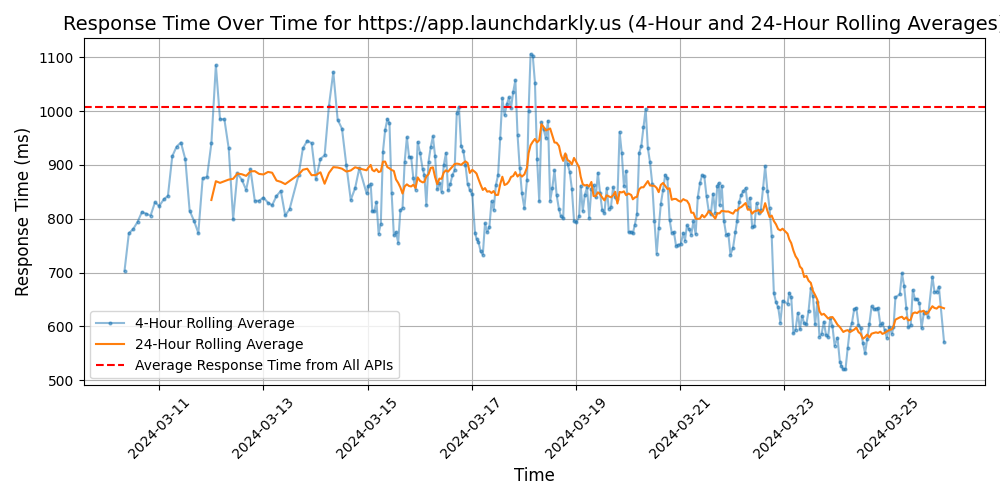 Response Time Over Time for https://app.launchdarkly.us (4-Hour and 24-Hour Rolling Averages)
1100
1000
900
800
700
600
500
Response Time (ms)
4-Hour Rolling Average
24-Hour Rolling Average
Average Response Time from All APIs
2024-03-11
2024-03-13
2024-03-15
2024-03-17
2024-03-19
2024-03-21
2024-03-23
2024-03-25
Time